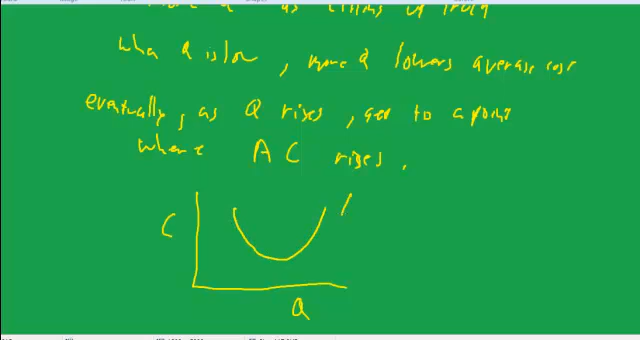 when Q is low, more Q lowers average cost
eventually, as Q rises, get to a point
where AC rises.
C
Q